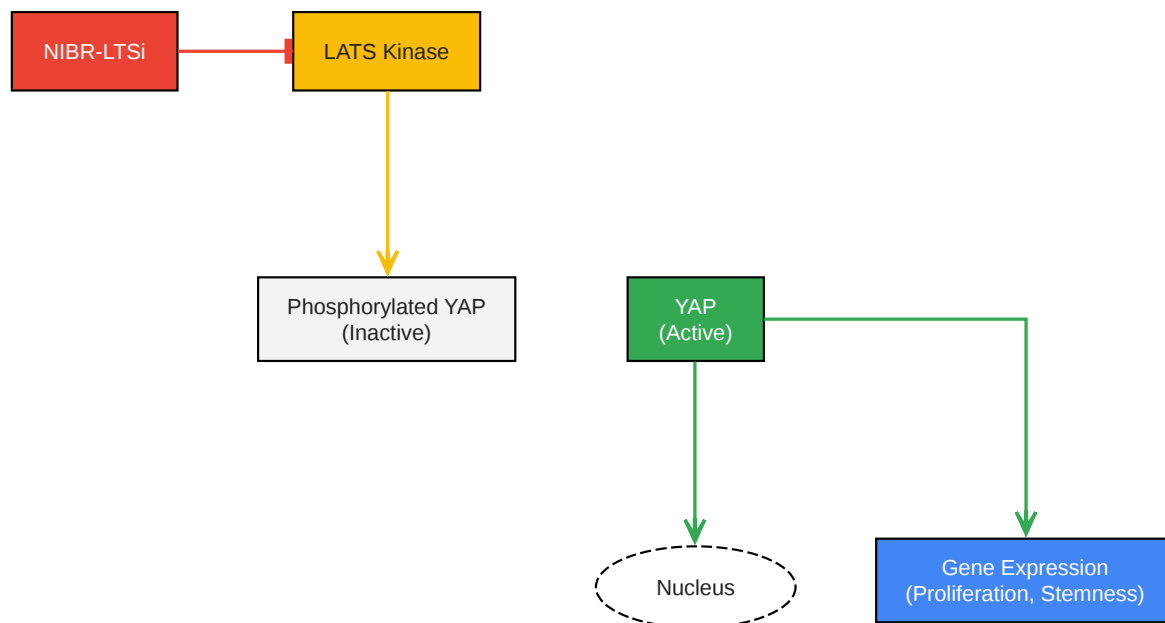 NIBR-LTSi
LATS Kinase
Phosphorylated YAP
(Inactive)
YAP
(Active)
Nucleus
Gene Expression
(Proliferation, Stemness)